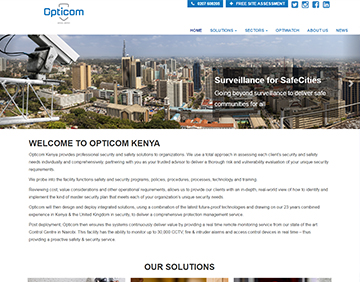 Opticom
0307 808205
FREE SITE ASSESSMENT
HOME SOLUTIONS SECTORS OPTIWATCH ABOUT US NEWS
Surveillance for SafeCities
Going beyond surveillance to deliver safe
communities for all
WELCOME TO OPTICOM KENYA
Opticom Kenya provides professional security and safety solutions to organizations. We use a total approach in assessing each client's security and safety
needs individually and comprehensively, partnering with you as your trusted adviser to deliver a thorough risk and vulnerability evaluation of your unique security
requirements.
We probe into the facility functions safety and security programs, policies, procedures, processes, technology and training.
Reviewing cost, value considerations and other operational requirements, allows us to provide our clients with an in-depth, real-world view of how to identify and
implement the kind of master security plan that meets each of your organization's unique security needs.
Opticom will then design and deploy integrated solutions, using a combination of the latest future proof technologies and drawing on our 23 years combined
experience in Kenya & the United Kingdom in security, to deliver a comprehensive protection management service.
Post deployment, Opticom then ensures the systems continuously deliver value by providing a real time remote monitoring service from our state of the art
Control Centre in Nairobi. This facility has the ability to monitor up to 30,000 CCTV, fire & intruder alarms and access control devices in real time – thus
providing a proactive safety & security service.
OUR SOLUTIONS